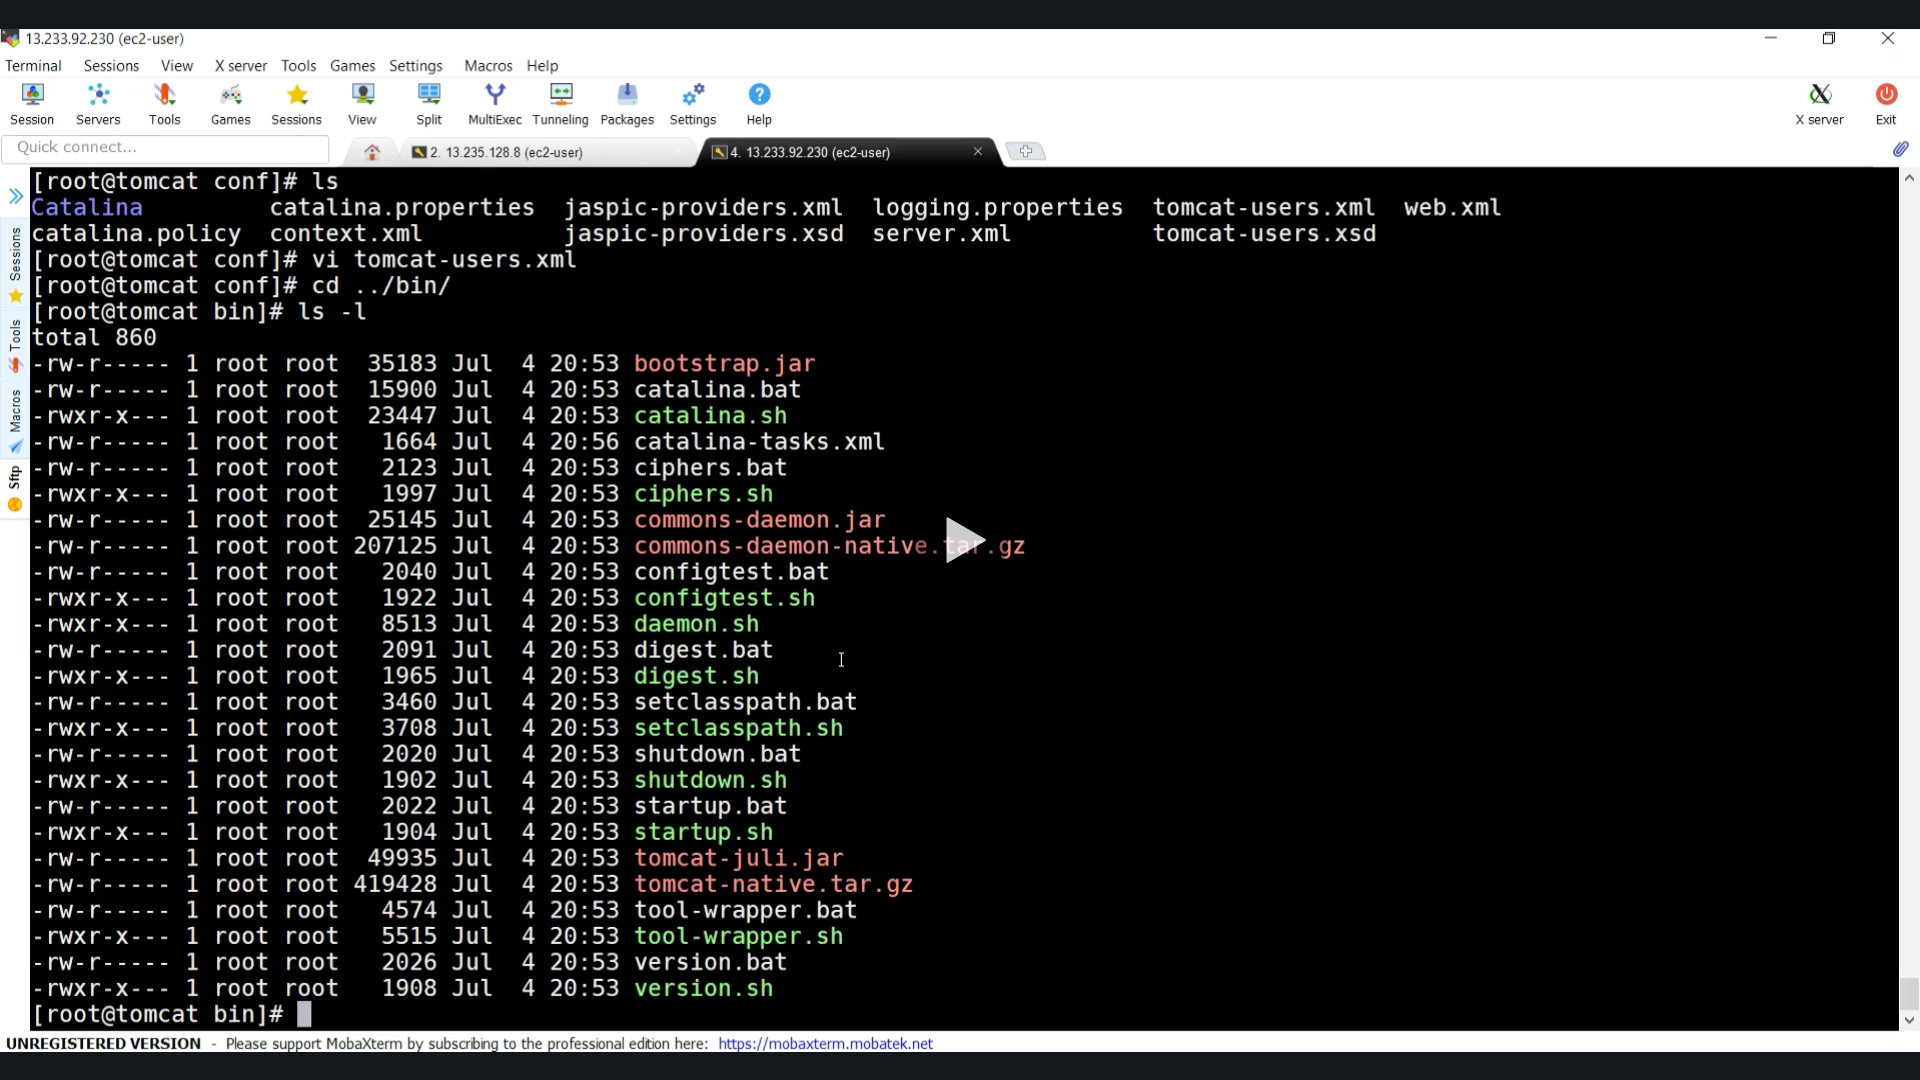 13.233.92.230 (ec2-user)
Terminal Sessions View X server Tools Games Settings Macros Help
Session Servers Tools Games Sessions View Split MultiExec Tunneling Packages Settings Help X server Exit
Quick connect... 2. 13.235.128.8 (ec2-user) 4. 13.233.92.230 (ec2-user)
Sessions
Tools
Macros
Sftp
[root@tomcat conf]# ls
Catalina catalina.properties jaspic-providers.xml logging.properties tomcat-users.xml web.xml
catalina.policy context.xml jaspic-providers.xsd server.xml tomcat-users.xsd
[root@tomcat conf]# vi tomcat-users.xml
[root@tomcat conf]# cd ../bin/
[root@tomcat bin]# ls -l
total 860
-rw-r----- 1 root root 35183 Jul 4 20:53 bootstrap.jar
-rw-r----- 1 root root 15900 Jul 4 20:53 catalina.bat
-rwxr-x--- 1 root root 23447 Jul 4 20:53 catalina.sh
-rw-r----- 1 root root 1664 Jul 4 20:56 catalina-tasks.xml
-rw-r----- 1 root root 2123 Jul 4 20:53 ciphers.bat
-rwxr-x--- 1 root root 1997 Jul 4 20:53 ciphers.sh
-rw-r----- 1 root root 25145 Jul 4 20:53 commons-daemon.jar
-rw-r----- 1 root root 207125 Jul 4 20:53 commons-daemon-native.tar.gz
-rw-r----- 1 root root 2040 Jul 4 20:53 configtest.bat
-rwxr-x--- 1 root root 1922 Jul 4 20:53 configtest.sh
-rwxr-x--- 1 root root 8513 Jul 4 20:53 daemon.sh
-rw-r----- 1 root root 2091 Jul 4 20:53 digest.bat
-rwxr-x--- 1 root root 1965 Jul 4 20:53 digest.sh
-rw-r----- 1 root root 3460 Jul 4 20:53 setclasspath.bat
-rwxr-x--- 1 root root 3708 Jul 4 20:53 setclasspath.sh
-rw-r----- 1 root root 2020 Jul 4 20:53 shutdown.bat
-rwxr-x--- 1 root root 1902 Jul 4 20:53 shutdown.sh
-rw-r----- 1 root root 2022 Jul 4 20:53 startup.bat
-rwxr-x--- 1 root root 1904 Jul 4 20:53 startup.sh
-rw-r----- 1 root root 49935 Jul 4 20:53 tomcat-juli.jar
-rw-r----- 1 root root 419428 Jul 4 20:53 tomcat-native.tar.gz
-rw-r----- 1 root root 4574 Jul 4 20:53 tool-wrapper.bat
-rwxr-x--- 1 root root 5515 Jul 4 20:53 tool-wrapper.sh
-rw-r----- 1 root root 2026 Jul 4 20:53 version.bat
-rwxr-x--- 1 root root 1908 Jul 4 20:53 version.sh
[root@tomcat bin]#
UNREGISTERED VERSION - Please support MobaXterm by subscribing to the professional edition here: https://mobaxterm.mobatek.net